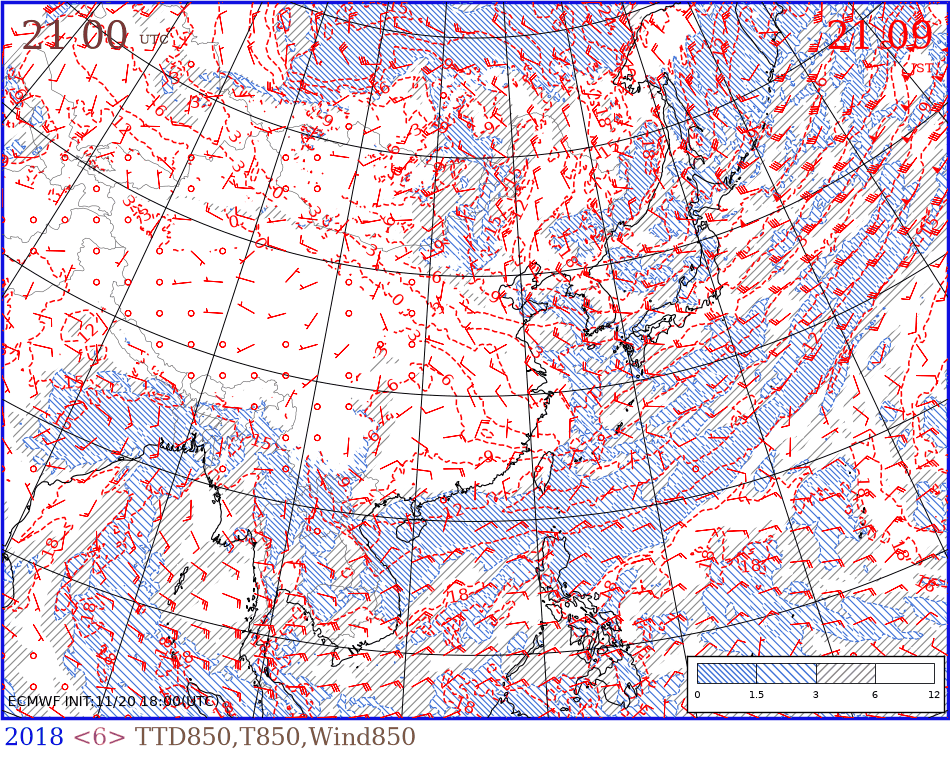 21 00 UTC
21 09
JST
ECMWF INIT:11/20 18:00(UTC)
0 1.5 3 6 12
2018 <6> TTD850,T850,Wind850